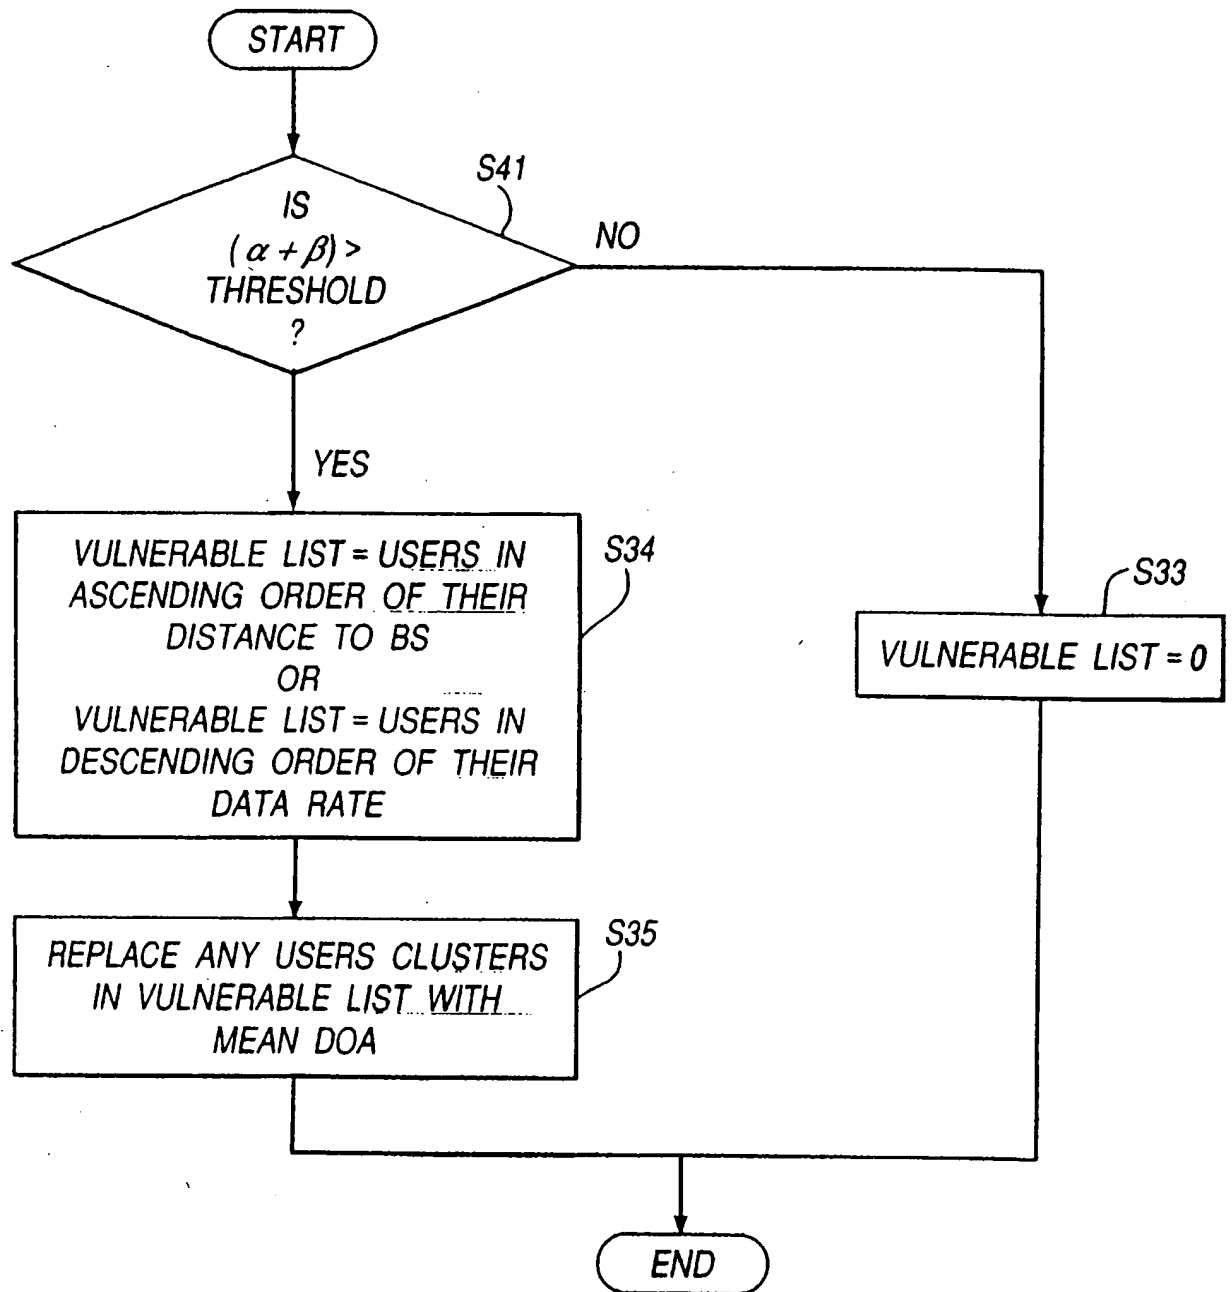 START
S41
IS
(α + β) >
THRESHOLD
?
NO
YES
VULNERABLE LIST = USERS IN
ASCENDING ORDER OF THEIR
DISTANCE TO BS
OR
VULNERABLE LIST = USERS IN
DESCENDING ORDER OF THEIR
DATA RATE
S34
S33
VULNERABLE LIST = 0
REPLACE ANY USERS CLUSTERS
IN VULNERABLE LIST WITH
MEAN DOA
S35
END